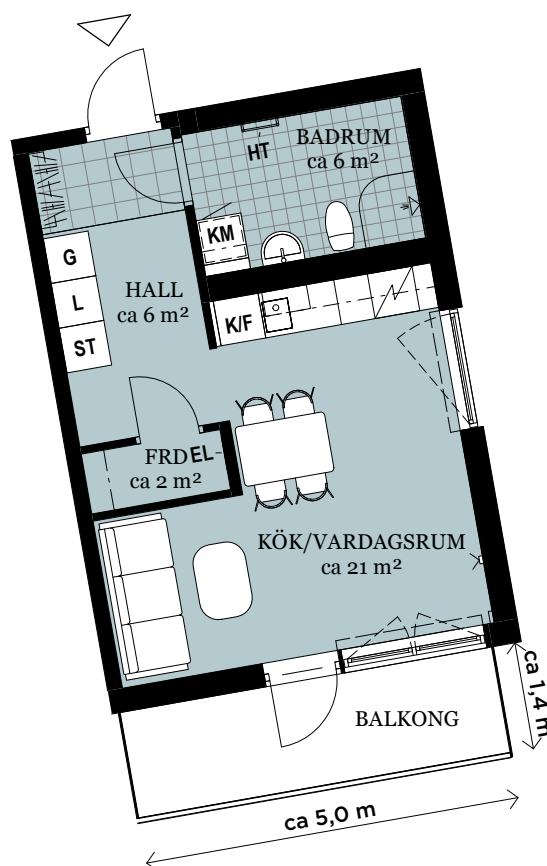 BADRUM
ca 6 m²
HT
KM
G
L
ST
HALL
ca 6 m²
K/F
FRD
EL
ca 2 m²
KÖK/VARDAGSRUM
ca 21 m²
BALKONG
ca 1,4 m
ca 5,0 m